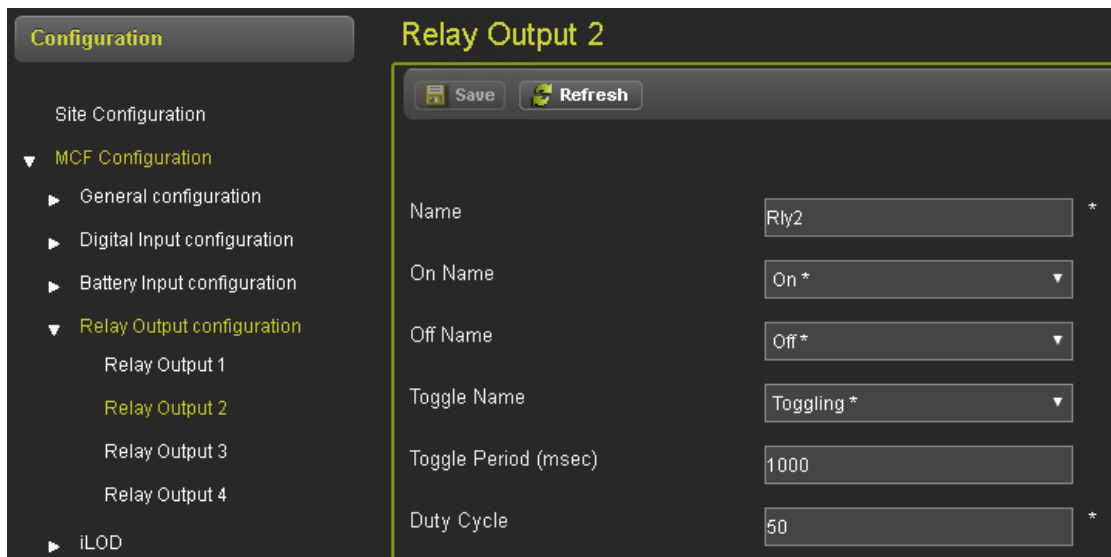 Configuration
Site Configuration
MCF Configuration
General configuration
Digital Input configuration
Battery Input configuration
Relay Output configuration
Relay Output 1
Relay Output 2
Relay Output 3
Relay Output 4
iLOD
Relay Output 2
Save Refresh
Name Rly2 *
On Name On *
Off Name Off *
Toggle Name Toggling *
Toggle Period (msec) 1000
Duty Cycle 50 *